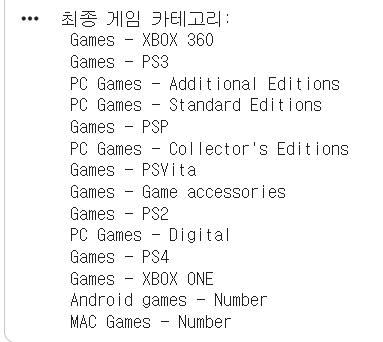 ••• 최종 게임 카테고리:
Games - XBOX 360
Games - PS3
PC Games - Additional Editions
PC Games - Standard Editions
Games - PSP
PC Games - Collector's Editions
Games - PSVita
Games - Game accessories
Games - PS2
PC Games - Digital
Games - PS4
Games - XBOX ONE
Android games - Number
MAC Games - Number